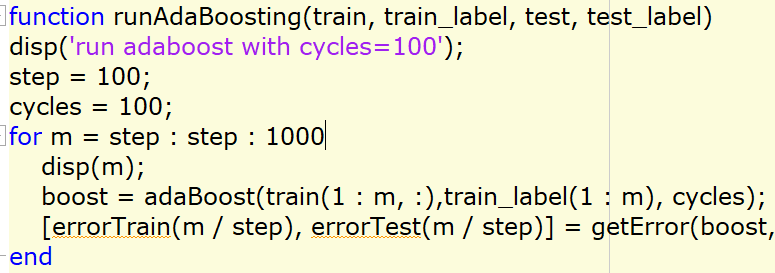 function runAdaBoosting(train, train_label, test, test_label)
disp('run adaboost with cycles=100');
step = 100;
cycles = 100;
for m = step : step : 1000
disp(m);
boost = adaBoost(train(1 : m, :),train_label(1 : m), cycles);
[errorTrain(m / step), errorTest(m / step)] = getError(boost,
end